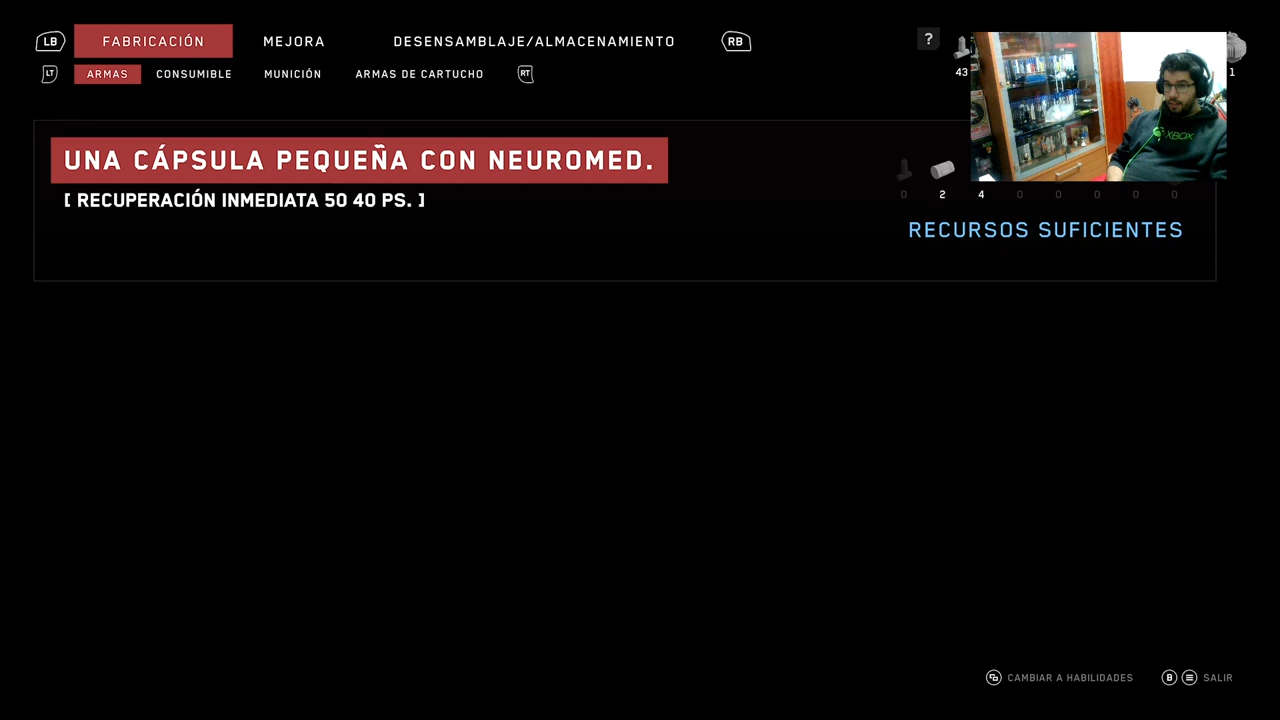 LB FABRICACIÓN MEJORA DESENSAMBLAJE/ALMACENAMIENTO RB ?
LT ARMAS CONSUMIBLE MUNICIÓN ARMAS DE CARTUCHO RT 43 1
UNA CÁPSULA PEQUEÑA CON NEUROMED.
[ RECUPERACIÓN INMEDIATA 50 40 PS. ]
0 2 4 0 0 0 0 0
RECURSOS SUFICIENTES
XBOX
CAMBIAR A HABILIDADES B SALIR